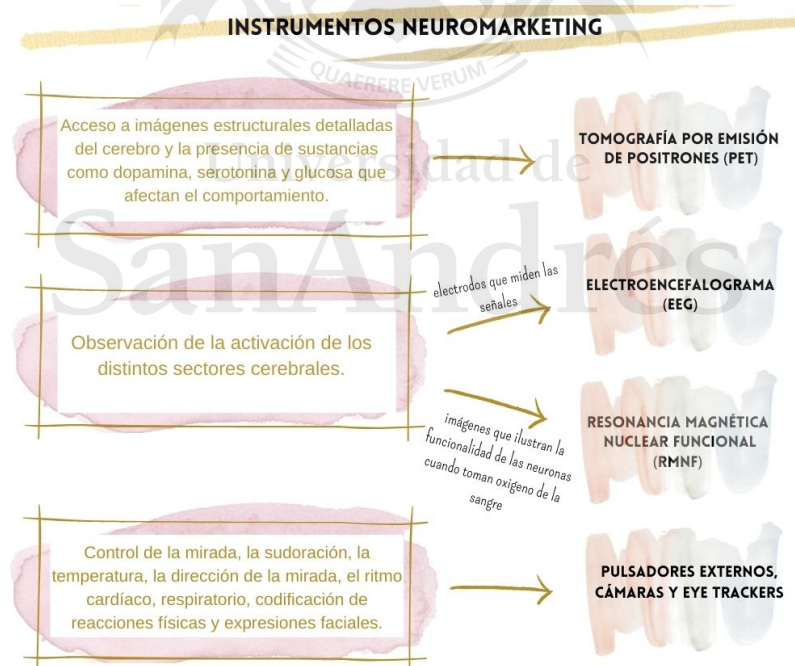 INSTRUMENTOS NEUROMARKETING
QUAERERE VERUM
Universidad de
SanAndrés
Acceso a imágenes estructurales detalladas
del cerebro y la presencia de sustancias
como dopamina, serotonina y glucosa que
afectan el comportamiento.
TOMOGRAFÍA POR EMISIÓN
DE POSITRONES (PET)
Observación de la activación de los
distintos sectores cerebrales.
electrodos que miden las
señales
ELECTROENCEFALOGRAMA
(EEG)
imágenes que ilustran la
funcionalidad de las neuronas
cuando toman oxigeno de la
sangre
RESONANCIA MAGNÉTICA
NUCLEAR FUNCIONAL
(RMNF)
Control de la mirada, la sudoración, la
temperatura, la dirección de la mirada, el ritmo
cardíaco, respiratorio, codificación de
reacciones físicas y expresiones faciales.
PULSADORES EXTERNOS,
CÁMARAS Y EYE TRACKERS